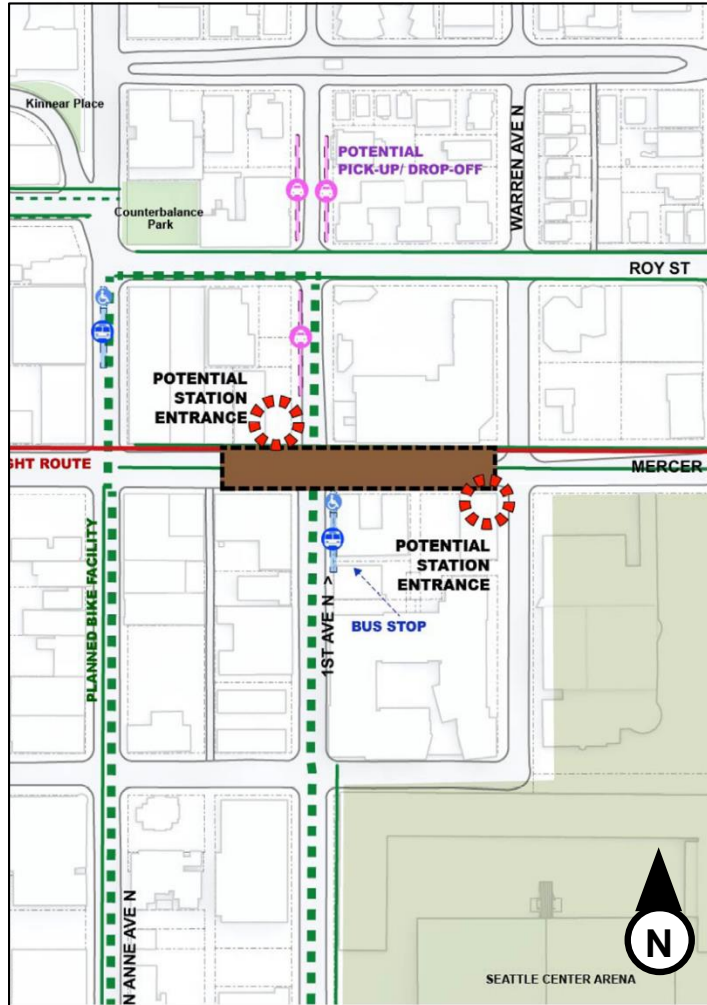 Kinnear Place
POTENTIAL
PICK-UP/ DROP-OFF
WARREN AVE N
Counterbalance
Park
ROY ST
POTENTIAL
STATION
ENTRANCE
GHT ROUTE
MERCER
PLANNED BIKE FACILITY
1ST AVE N >
POTENTIAL
STATION
ENTRANCE
BUS STOP
N ANNE AVE N
N
SEATTLE CENTER ARENA